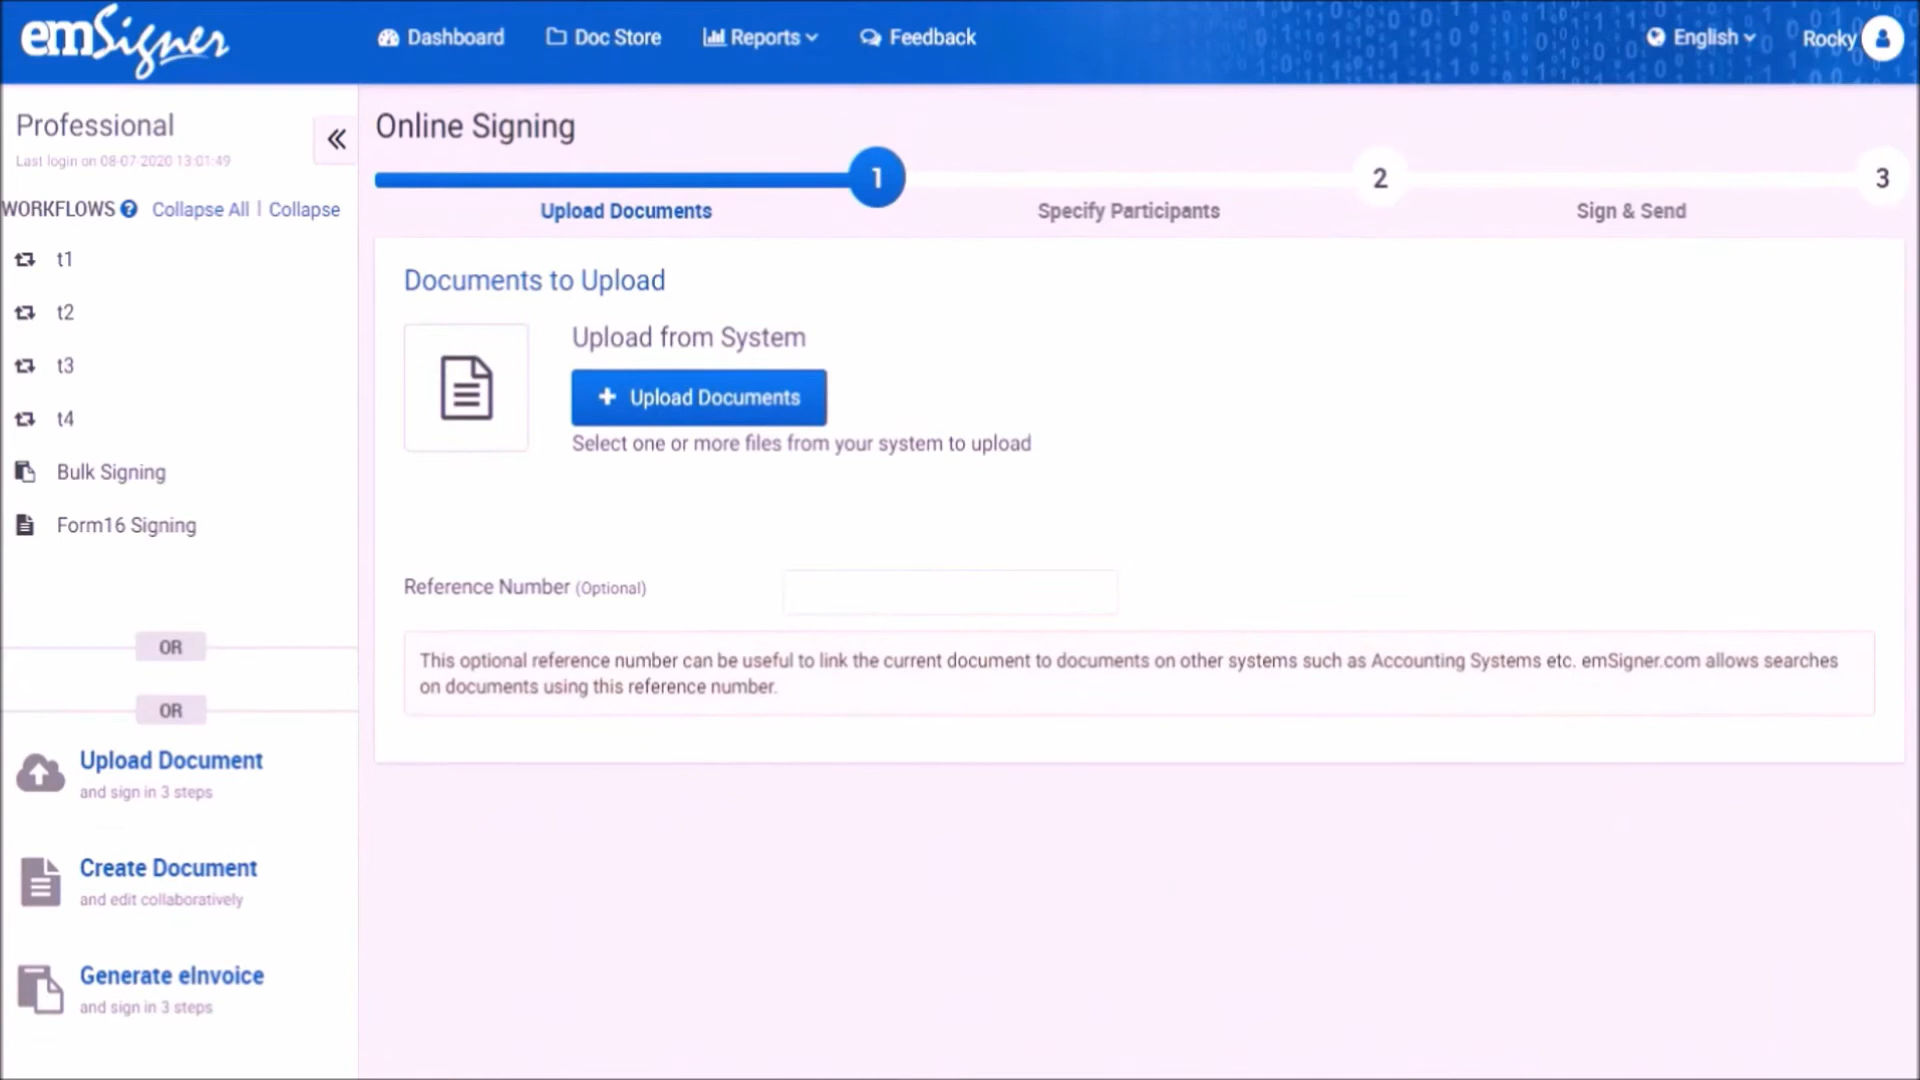 emSigner
Dashboard
Doc Store
Reports
Feedback
English
Rocky
Professional
Last login on 08-07-2020 13:01:49
WORKFLOWS ? Collapse All | Collapse
t1
t2
t3
t4
Bulk Signing
Form16 Signing
OR
OR
Upload Document
and sign in 3 steps
Create Document
and edit collaboratively
Generate eInvoice
and sign in 3 steps
Online Signing
1
2
3
Upload Documents
Specify Participants
Sign & Send
Documents to Upload
Upload from System
+ Upload Documents
Select one or more files from your system to upload
Reference Number (Optional)
This optional reference number can be useful to link the current document to documents on other systems such as Accounting Systems etc. emSigner.com allows searches
on documents using this reference number.